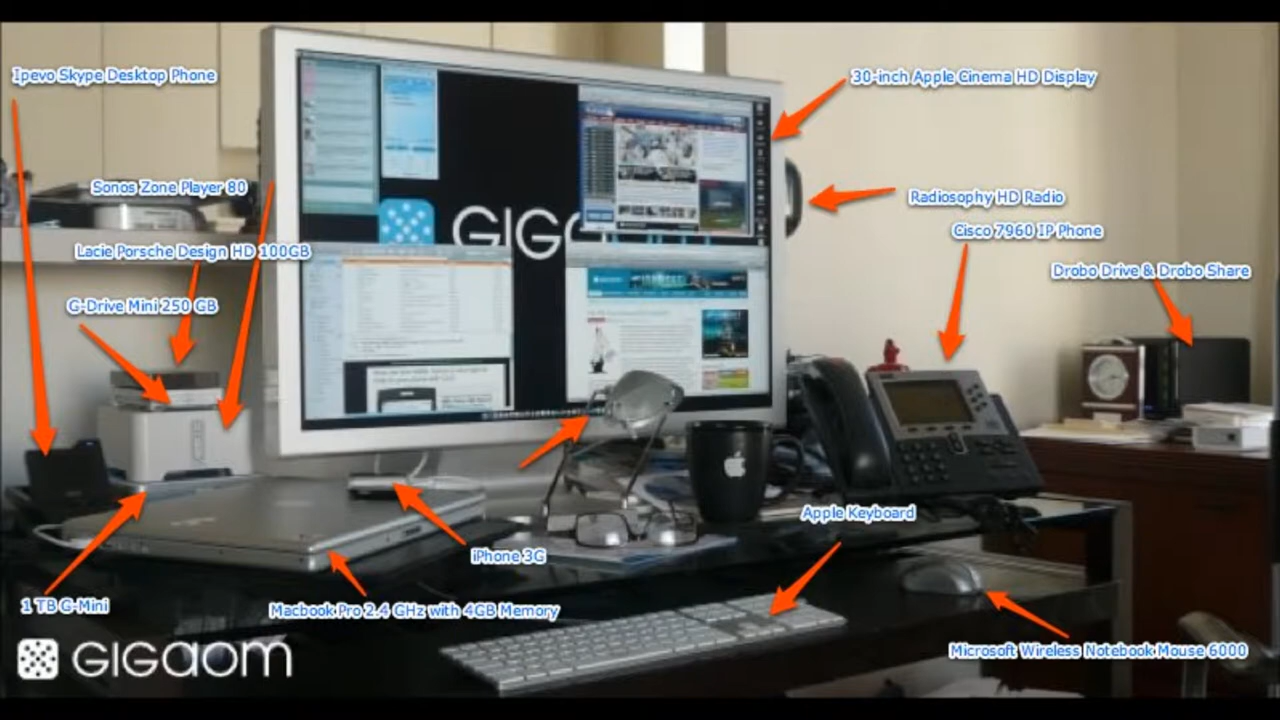 Ipevo Skype Desktop Phone
30-inch Apple Cinema HD Display
Sonos Zone Player 80
Radiosophy HD Radio
Cisco 7960 IP Phone
Lacie Porsche Design HD 100GB
Drobo Drive & Drobo Share
G-Drive Mini 250 GB
Apple Keyboard
iPhone 3G
1 TB G-Mini
Macbook Pro 2.4 GHz with 4GB Memory
Microsoft Wireless Notebook Mouse 6000
GIGaOM